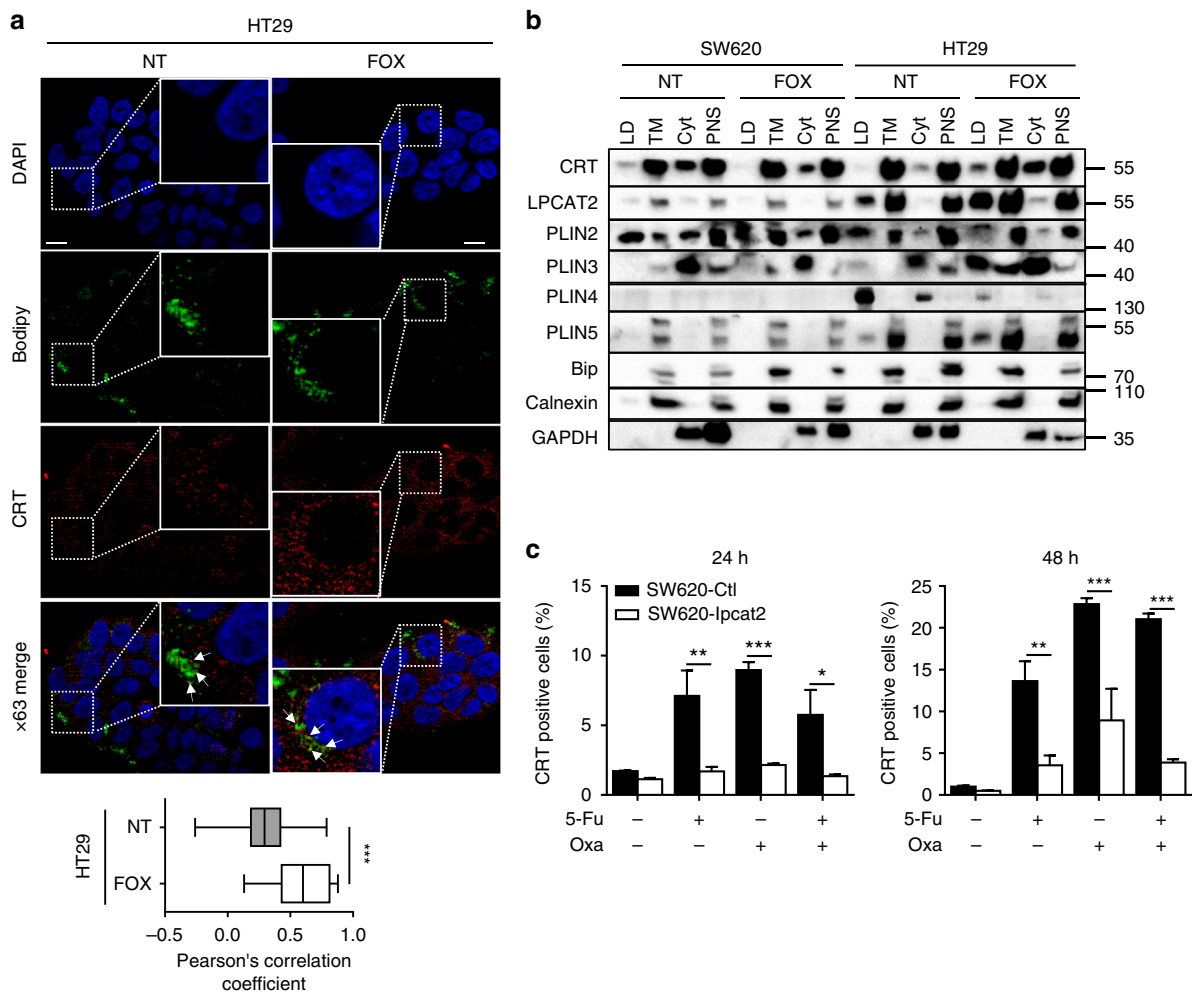 a
HT29
NT FOX
DAPI
Bodipy
CRT
×63 merge
HT29
NT
FOX
***
–0.5 0.0 0.5 1.0
Pearson's correlation
coefficient
b
SW620 HT29
NT FOX NT FOX
LD TM Cyt PNS LD TM Cyt PNS LD TM Cyt PNS LD TM Cyt PNS
CRT 55
LPCAT2 55
PLIN2 40
PLIN3 40
PLIN4 130
PLIN5 55
Bip 70
Calnexin 110
GAPDH 35
c
24 h
CRT positive cells (%)
15
10
5
0
SW620-Ctl
SW620-lpcat2
** *** *
5-Fu – + – +
Oxa – – + +
48 h
CRT positive cells (%)
25
20
15
10
5
0
** *** ***
5-Fu – + – +
Oxa – – + +